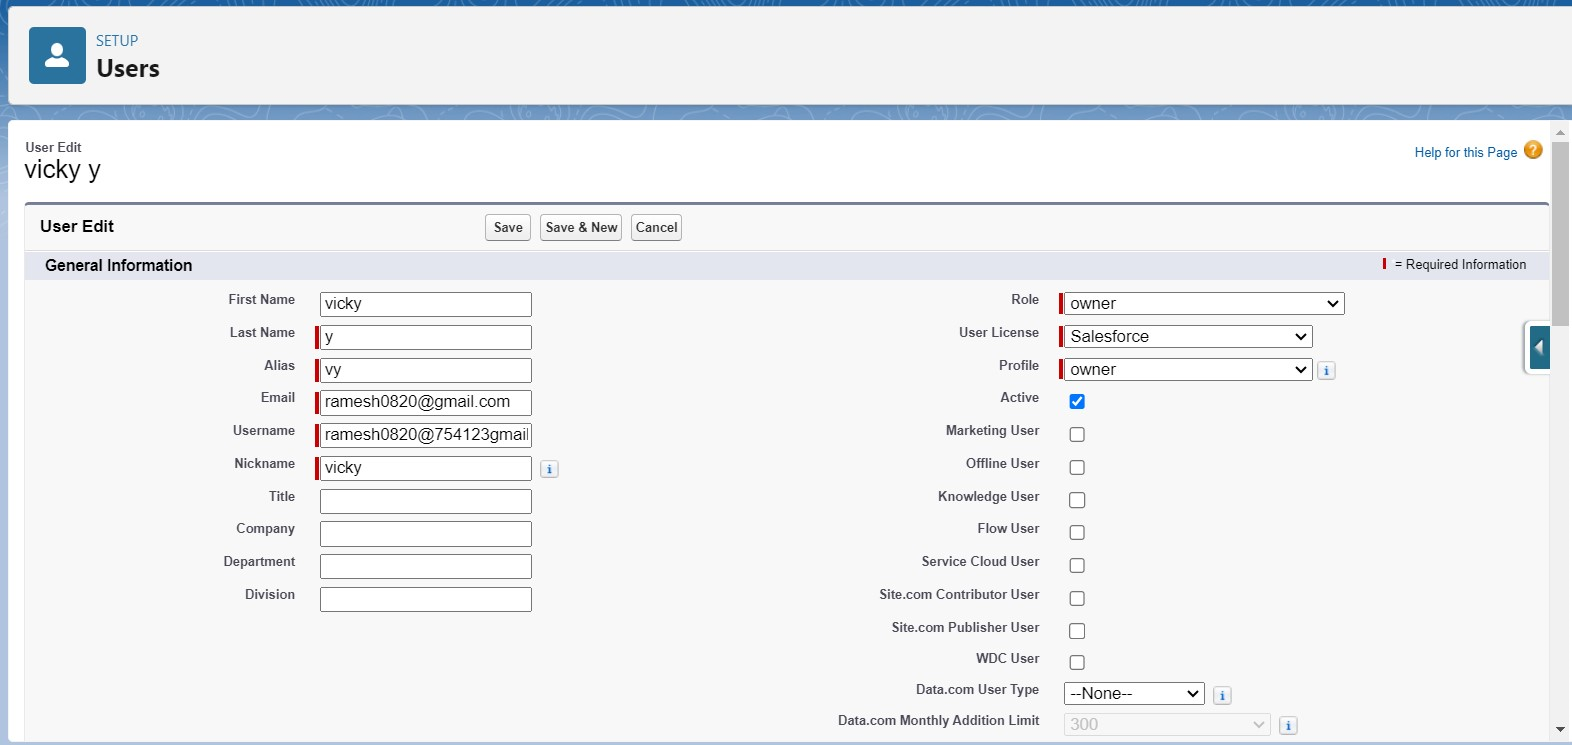 SETUP
Users
User Edit
vicky y
Help for this Page ?
User Edit
Save
Save & New
Cancel
General Information
= Required Information
First Name
vicky
Last Name
y
Alias
vy
Email
ramesh0820@gmail.com
Username
ramesh0820@754123gmail
Nickname
vicky
i
Title
Company
Department
Division
Role
owner
User License
Salesforce
Profile
owner
i
Active
Marketing User
Offline User
Knowledge User
Flow User
Service Cloud User
Site.com Contributor User
Site.com Publisher User
WDC User
Data.com User Type
--None--
i
Data.com Monthly Addition Limit
300
i